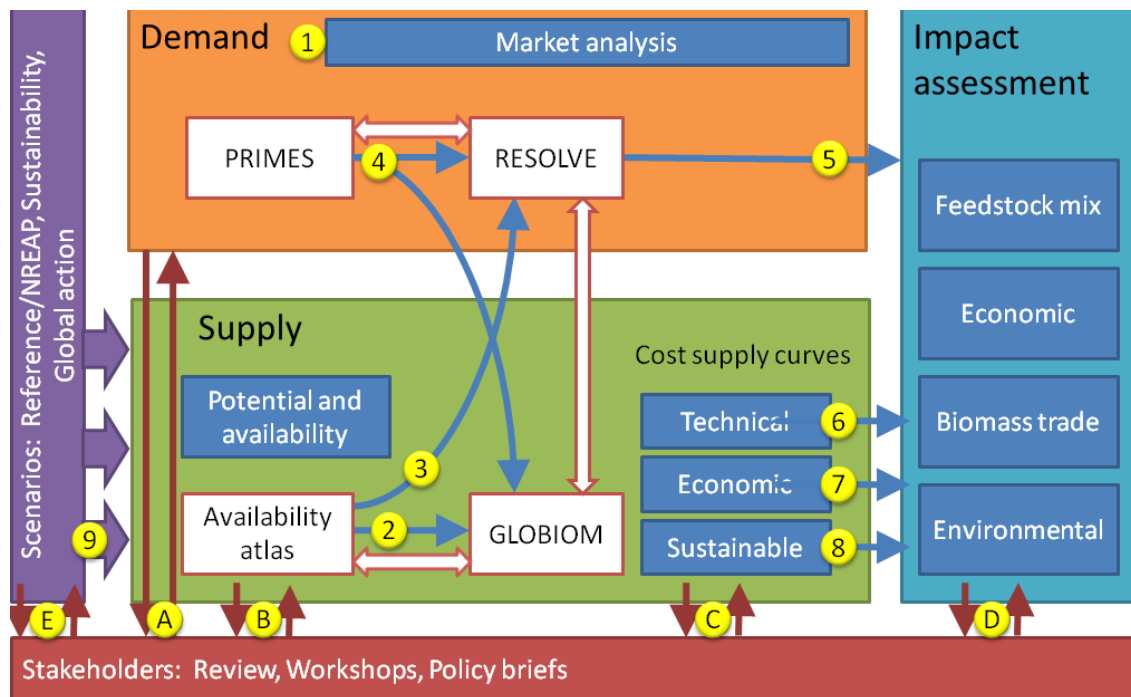 Scenarios: Reference/NREAP, Sustainability,
Global action
Demand
1
Market analysis
PRIMES
4
RESOLVE
5
Supply
Potential and
availability
3
Availability
atlas
2
GLOBIOM
Cost supply curves
Technical
6
Economic
7
Sustainable
8
Impact
assessment
Feedstock mix
Economic
Biomass trade
Environmental
9
E
A
B
C
D
Stakeholders: Review, Workshops, Policy briefs